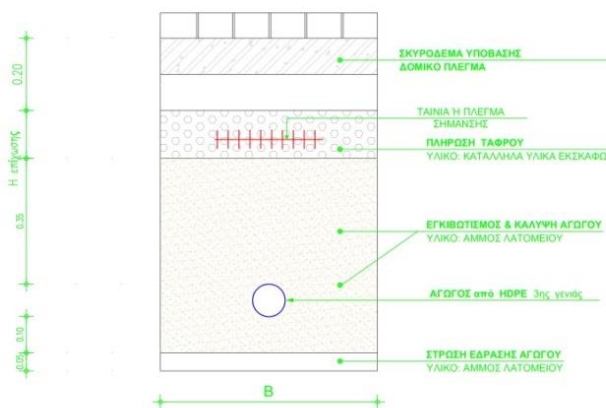 ΣΚΥΡΟΔΕΜΑ ΥΠΟΒΑΣΗΣ
ΔΟΜΙΚΟ ΠΛΕΓΜΑ
0.20
ΤΑΙΝΙΑ Ή ΠΛΕΓΜΑ
ΣΗΜΑΝΣΗΣ
ΠΛΗΡΩΣΗ ΤΑΦΡΟΥ
ΥΛΙΚΟ: ΚΑΤΑΛΛΗΛΑ ΥΛΙΚΑ ΕΚΣΚΑΦΩ
Η επίχωσης
0.35
ΕΓΚΙΒΩΤΙΣΜΟΣ & ΚΑΛΥΨΗ ΑΓΩΓΟΥ
ΥΛΙΚΟ: ΑΜΜΟΣ ΛΑΤΟΜΕΙΟΥ
ΑΓΩΓΟΣ από HDPE 3ης γενιάς
0.10
ΣΤΡΩΣΗ ΕΔΡΑΣΗΣ ΑΓΩΓΟΥ
ΥΛΙΚΟ: ΑΜΜΟΣ ΛΑΤΟΜΕΙΟΥ
0.05
B